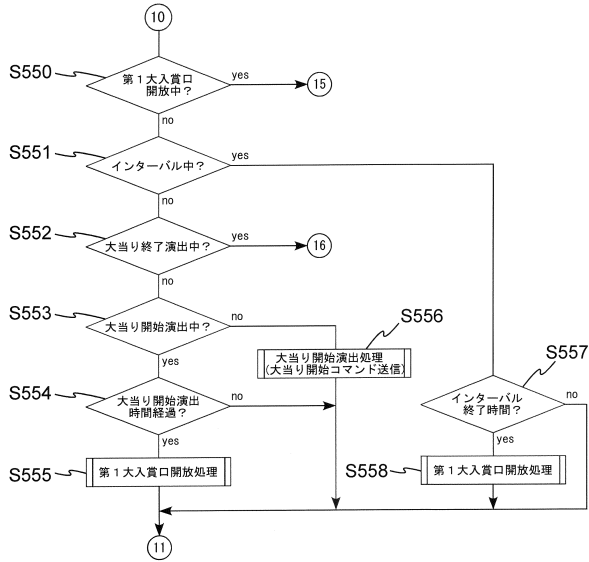 10
S550
第１大入賞口
開放中？
yes
15
no
S551
インターバル中？
yes
no
S552
大当り終了演出中？
yes
16
no
S553
大当り開始演出中？
no
yes
S556
大当り開始演出処理
(大当り開始コマンド送信)
S557
インターバル
終了時間？
no
yes
S554
大当り開始演出
時間経過？
no
yes
S555
第１大入賞口開放処理
S558
第１大入賞口開放処理
11